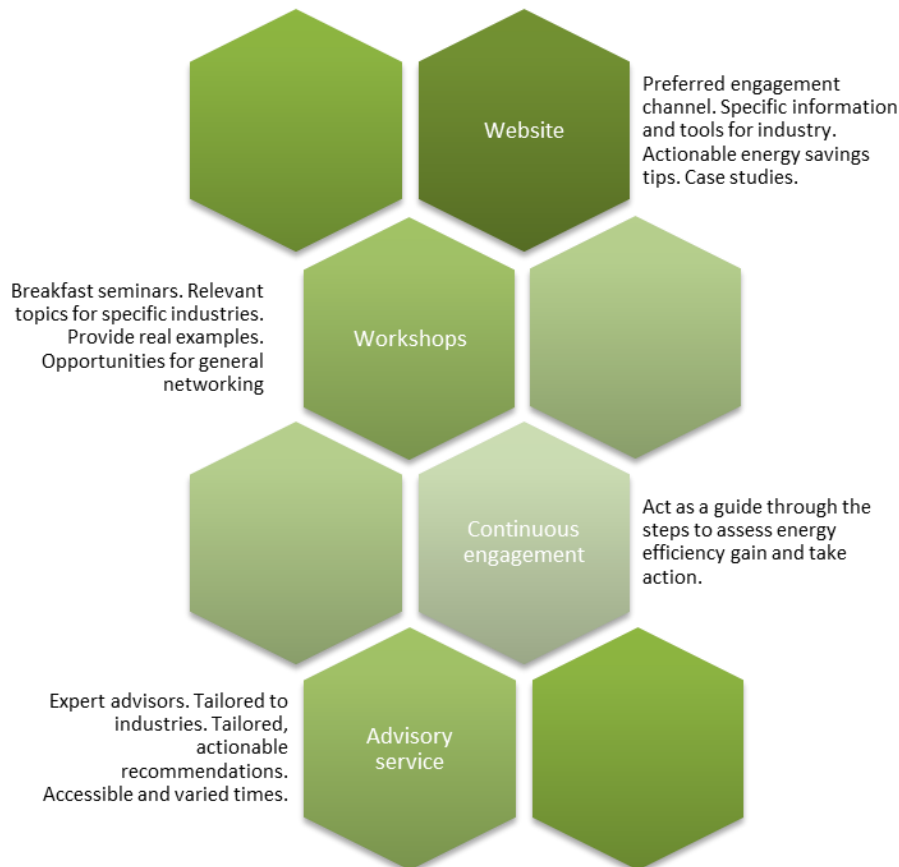 Website
Preferred engagement
channel. Specific information
and tools for industry.
Actionable energy savings
tips. Case studies.
Breakfast seminars. Relevant
topics for specific industries.
Provide real examples.
Opportunities for general
networking
Workshops
Continuous
engagement
Act as a guide through the
steps to assess energy
efficiency gain and take
action.
Expert advisors. Tailored to
industries. Tailored,
actionable
recommendations.
Accessible and varied times.
Advisory
service